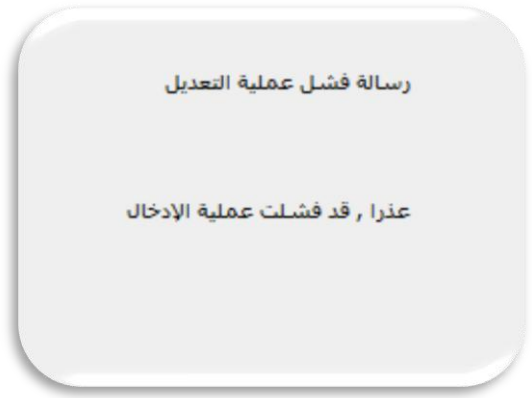 رسالة فشل عملية التعديل
عذرا , قد فشلت عملية الإدخال